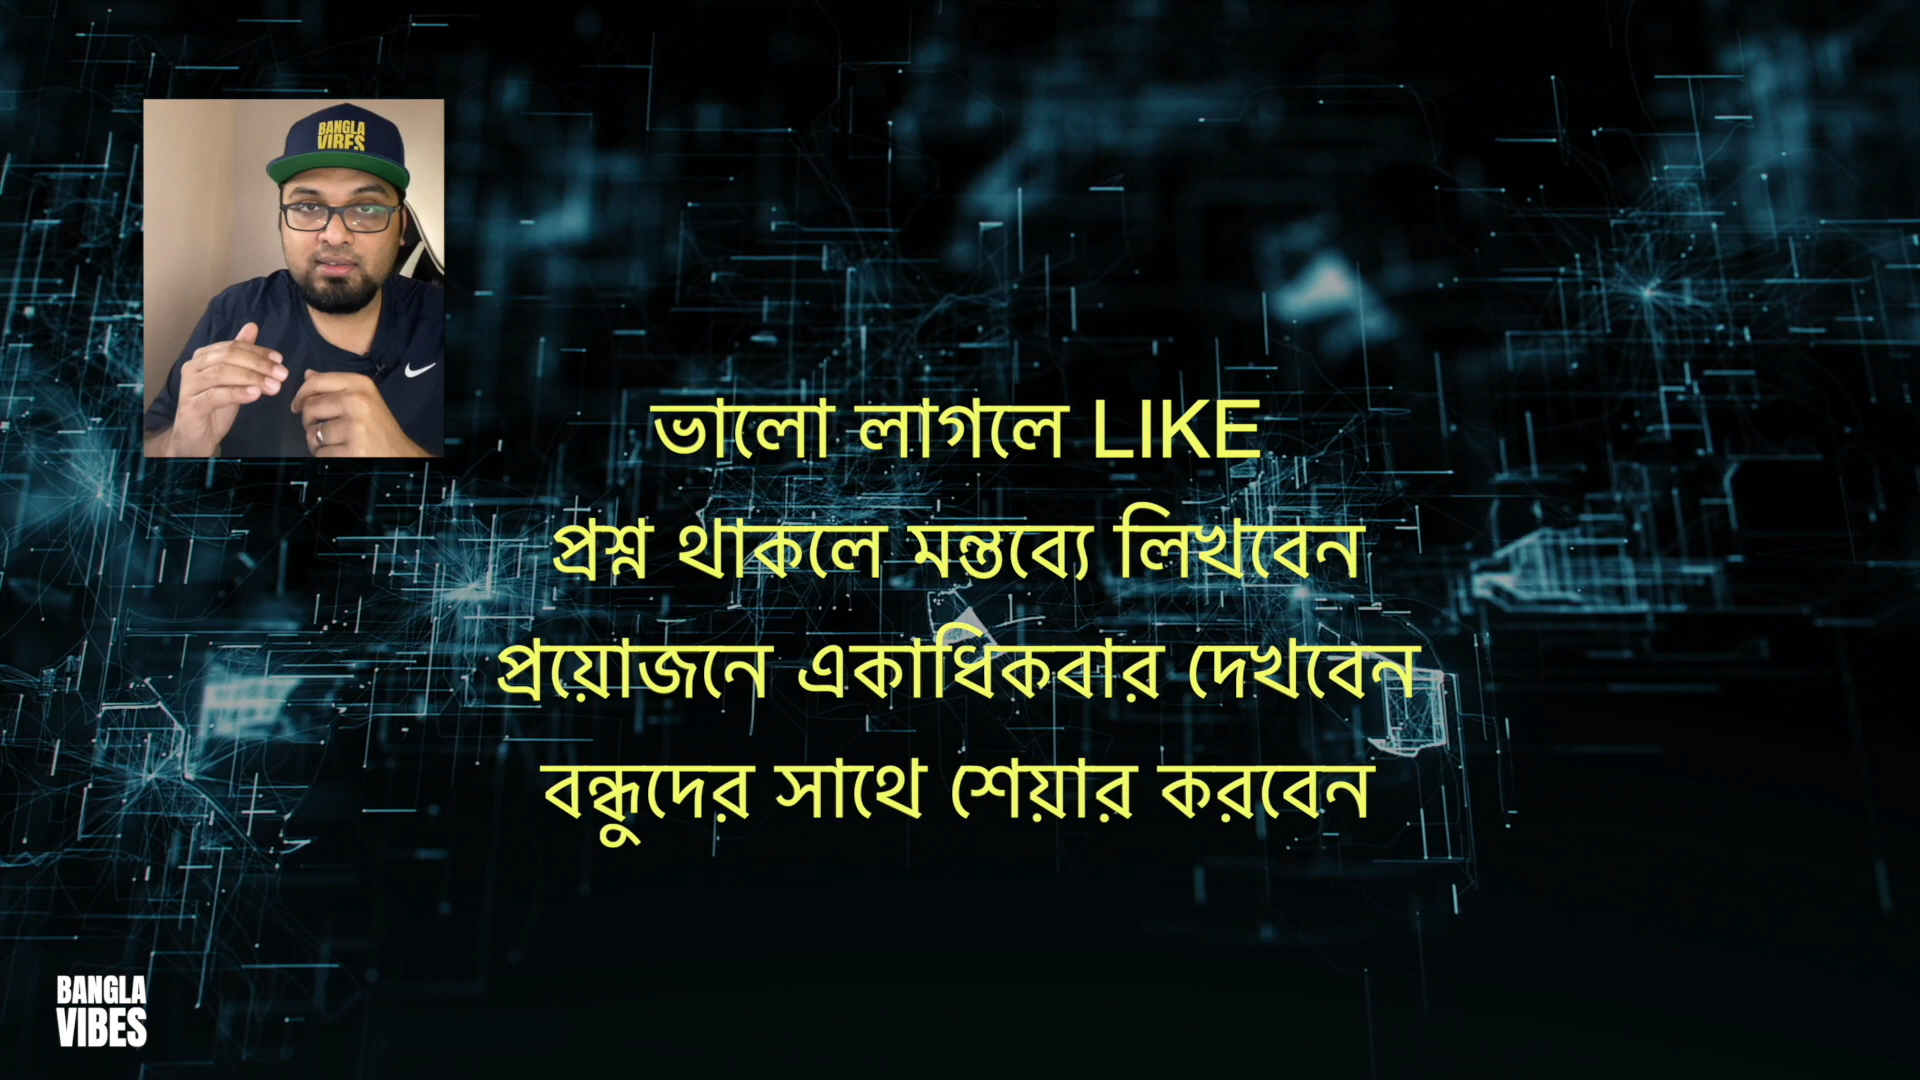 BANGLA
VIBES
ভালো লাগলে LIKE
প্রশ্ন থাকলে মন্তব্যে লিখবেন
প্রয়োজনে একাধিকবার দেখবেন
বন্ধুদের সাথে শেয়ার করবেন
BANGLA
VIBES